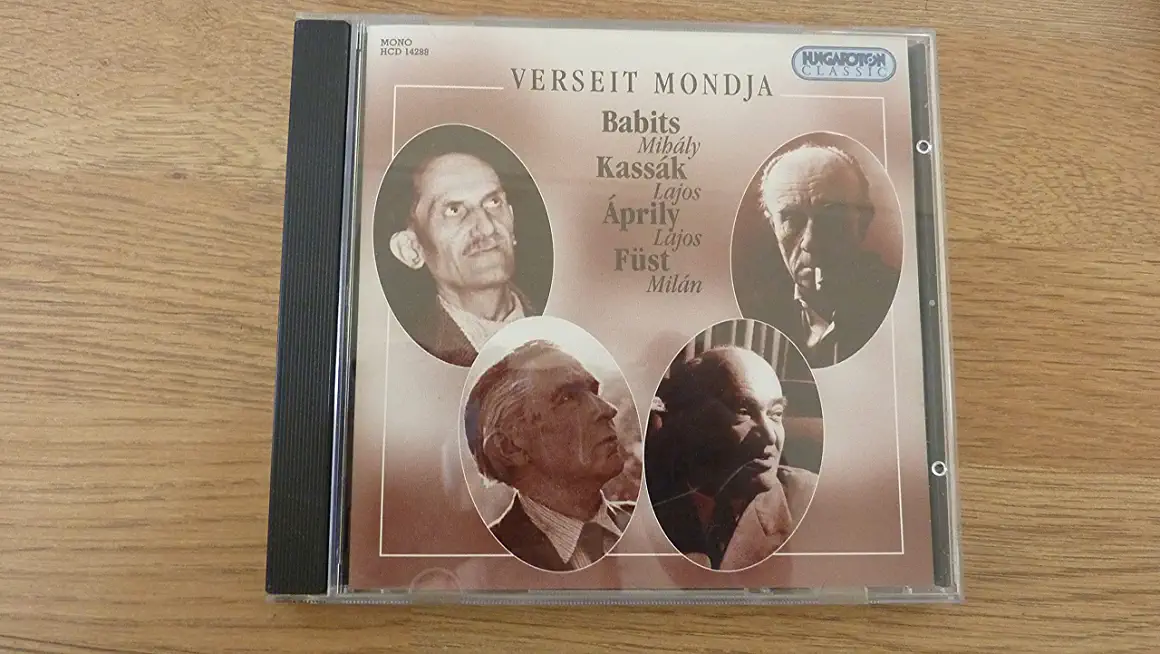 MONO
HCD 14288
HUNGAROTON
CLASSIC
VERSEIT MONDJA
Babits
Mihály
Kassák
Lajos
Áprily
Lajos
Füst
Milán